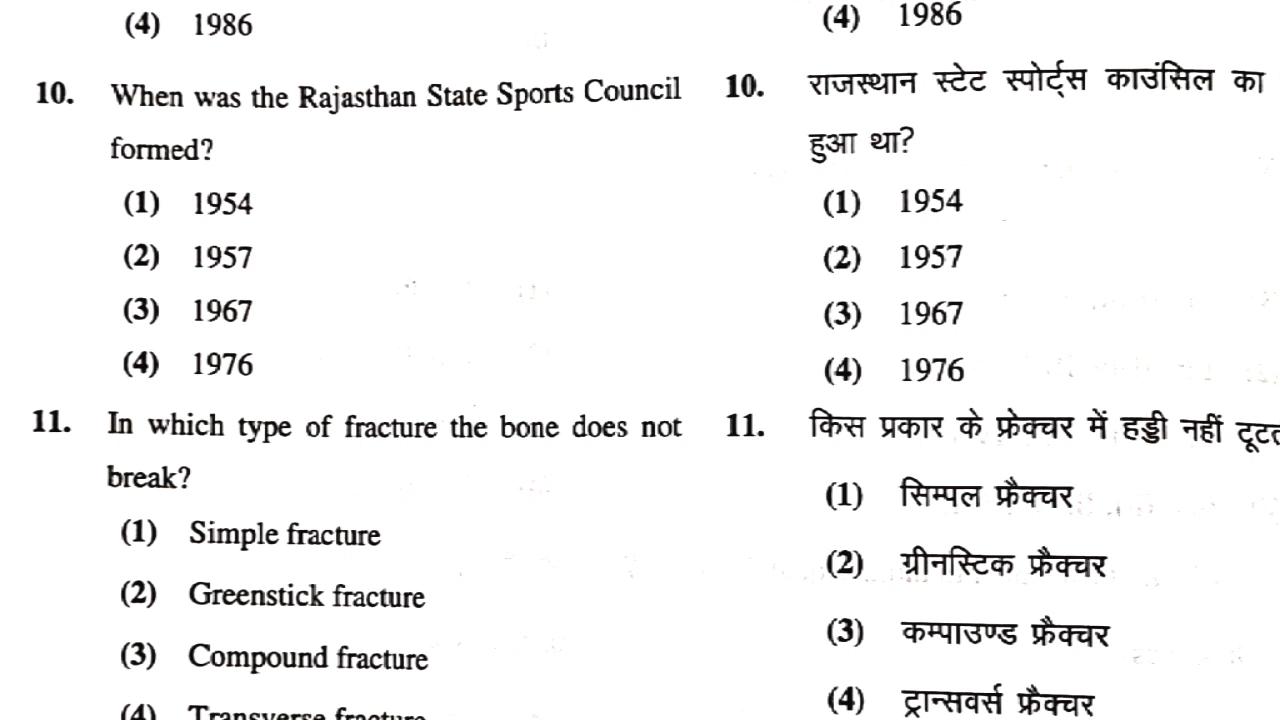 (4) 1986
10. When was the Rajasthan State Sports Council
formed?
(1) 1954
(2) 1957
(3) 1967
(4) 1976
11. In which type of fracture the bone does not
break?
(1) Simple fracture
(2) Greenstick fracture
(3) Compound fracture
(4) Transverse fracture
(4) 1986
10. राजस्थान स्टेट स्पोर्ट्स काउंसिल का
हुआ था?
(1) 1954
(2) 1957
(3) 1967
(4) 1976
11. किस प्रकार के फ्रेक्चर में हड्डी नहीं
(1) सिम्पल फ्रैक्चर
(2) ग्रीनस्टिक फ्रैक्चर
(3) कम्पाउण्ड फ्रैक्चर
(4) ट्रान्सवर्स फ्रैक्चर